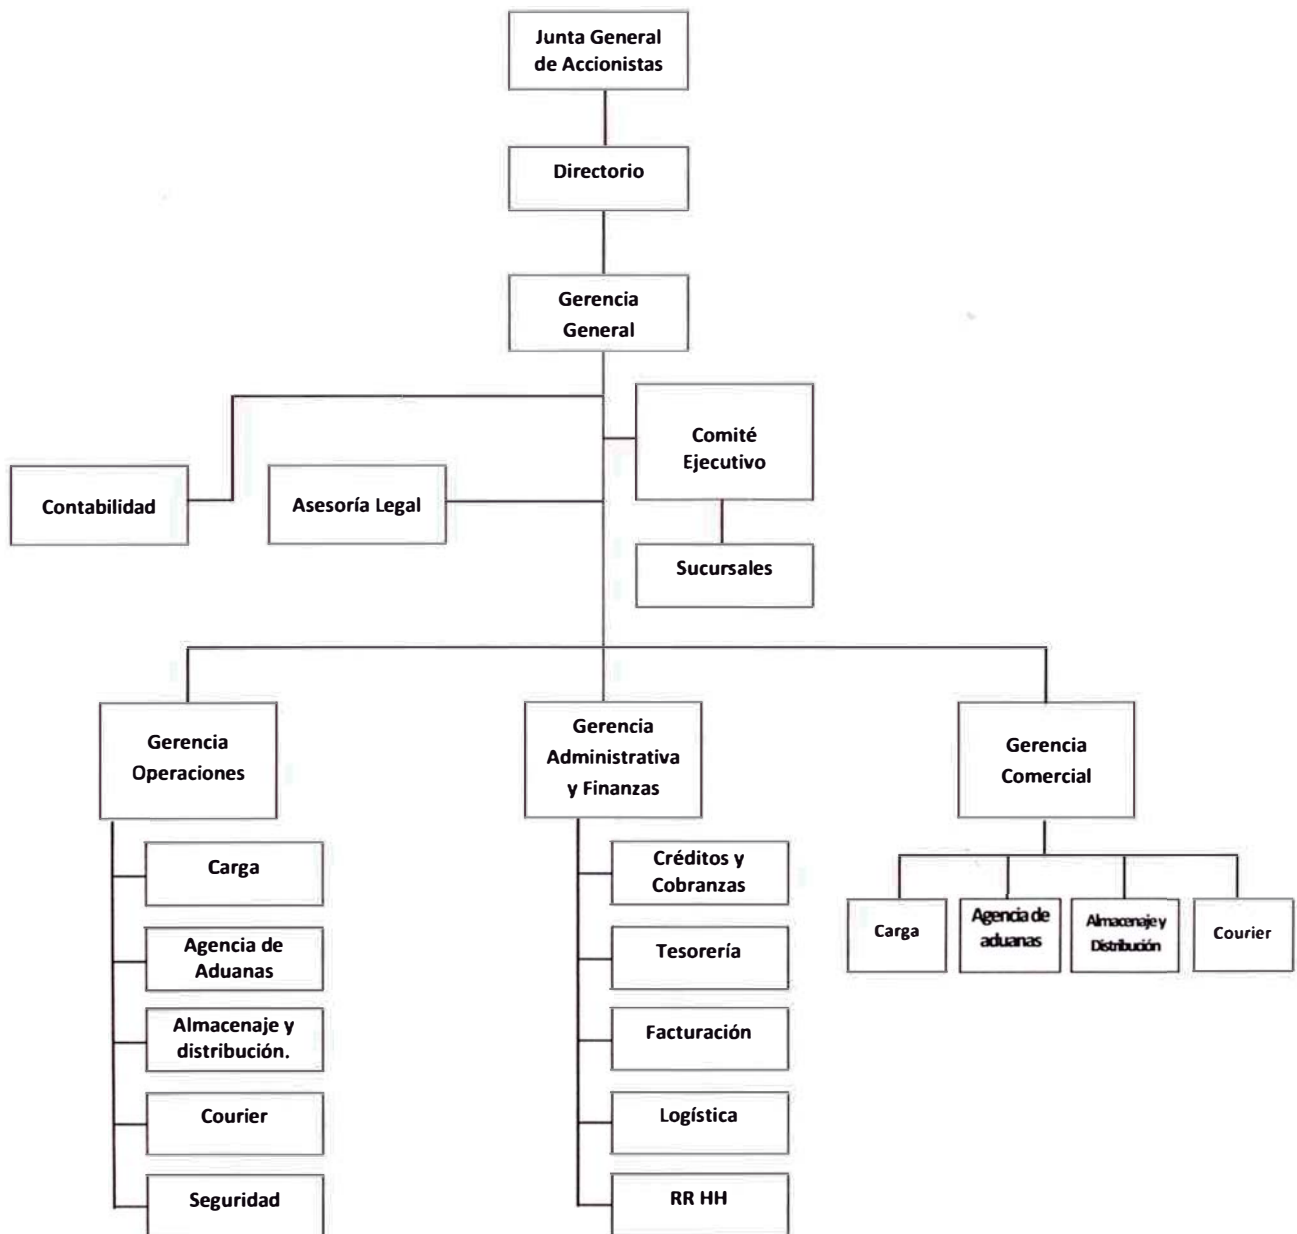 Junta General
de Accionistas
Directorio
Gerencia
General
Comité
Ejecutivo
Contabilidad
Asesoría Legal
Sucursales
Gerencia
Operaciones
Gerencia
Administrativa
y Finanzas
Gerencia
Comercial
Carga
Agencia de
Aduanas
Almacenaje y
distribución.
Courier
Seguridad
Créditos y
Cobranzas
Tesorería
Facturación
Logística
RR HH
Carga
Agencia de
aduanas
Almacenaje y
Distribución
Courier